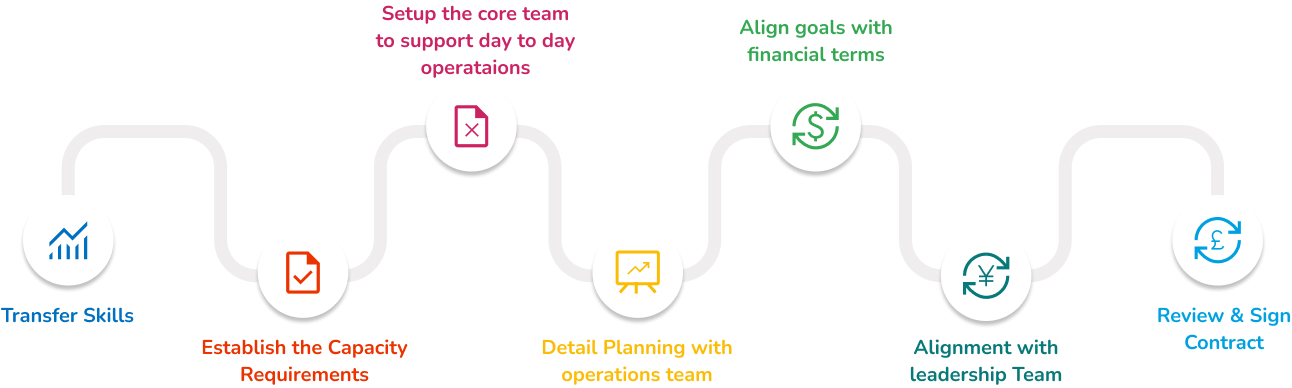 Transfer Skills
Establish the Capacity
Requirements
Setup the core team
to support day to day
operataions
Detail Planning with
operations team
Align goals with
financial terms
Alignment with
leadership Team
Review & Sign
Contract